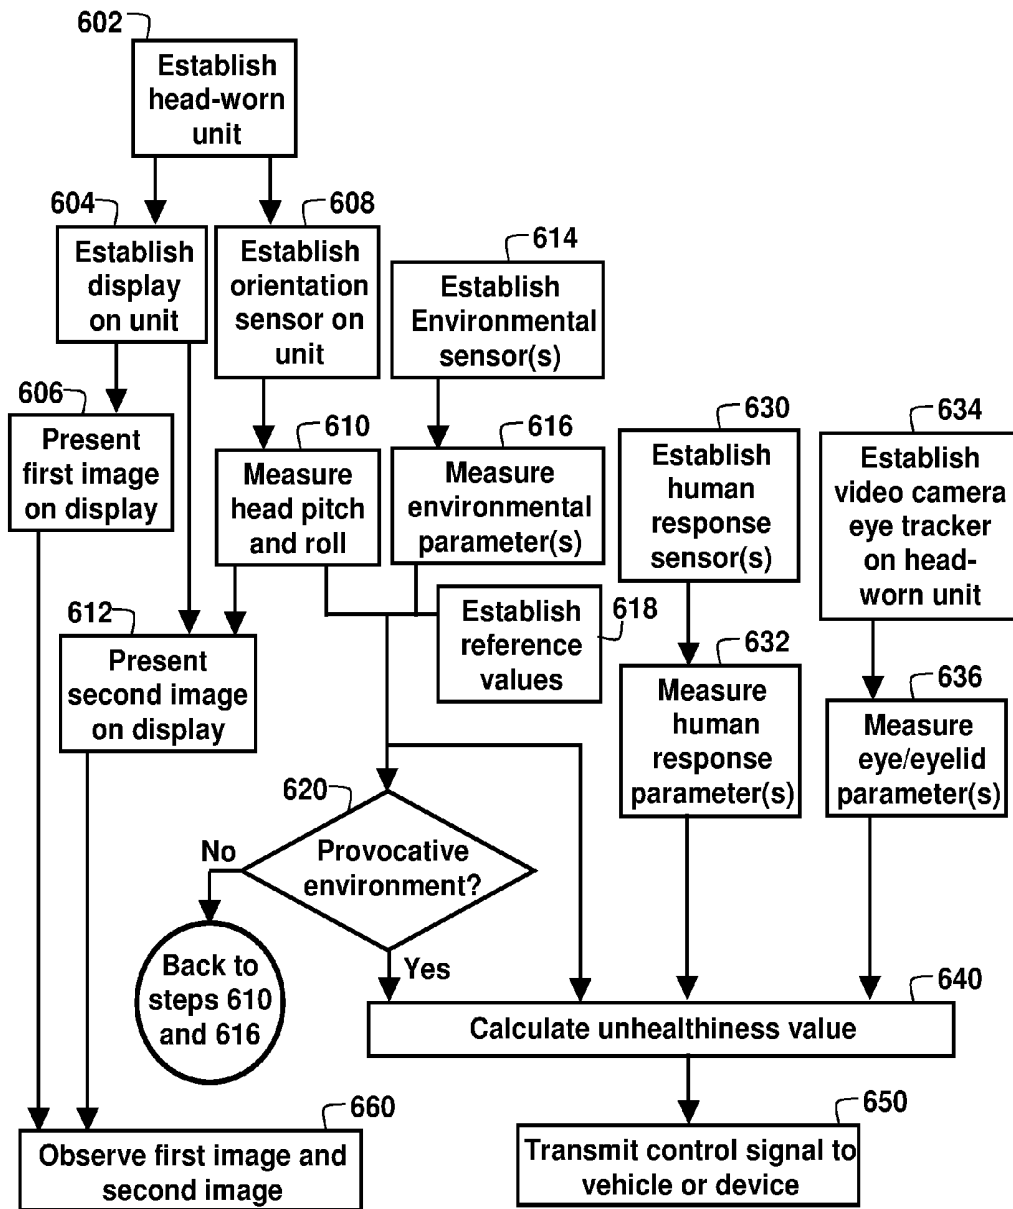 602
Establish
head-worn
unit
604
Establish
display
on unit
608
Establish
orientation
sensor on
unit
614
Establish
Environmental
sensor(s)
606
Present
first image
on display
610
Measure
head pitch
and roll
616
Measure
environmental
parameter(s)
630
Establish
human
response
sensor(s)
634
Establish
video camera
eye tracker
on head-
worn unit
612
Present
second image
on display
618
Establish
reference
values
632
Measure
human
response
parameter(s)
636
Measure
eye/eyelid
parameter(s)
620
Provocative
environment?
No
Yes
Back to
steps 610
and 616
640
Calculate unhealthiness value
650
Transmit control signal to
vehicle or device
660
Observe first image and
second image